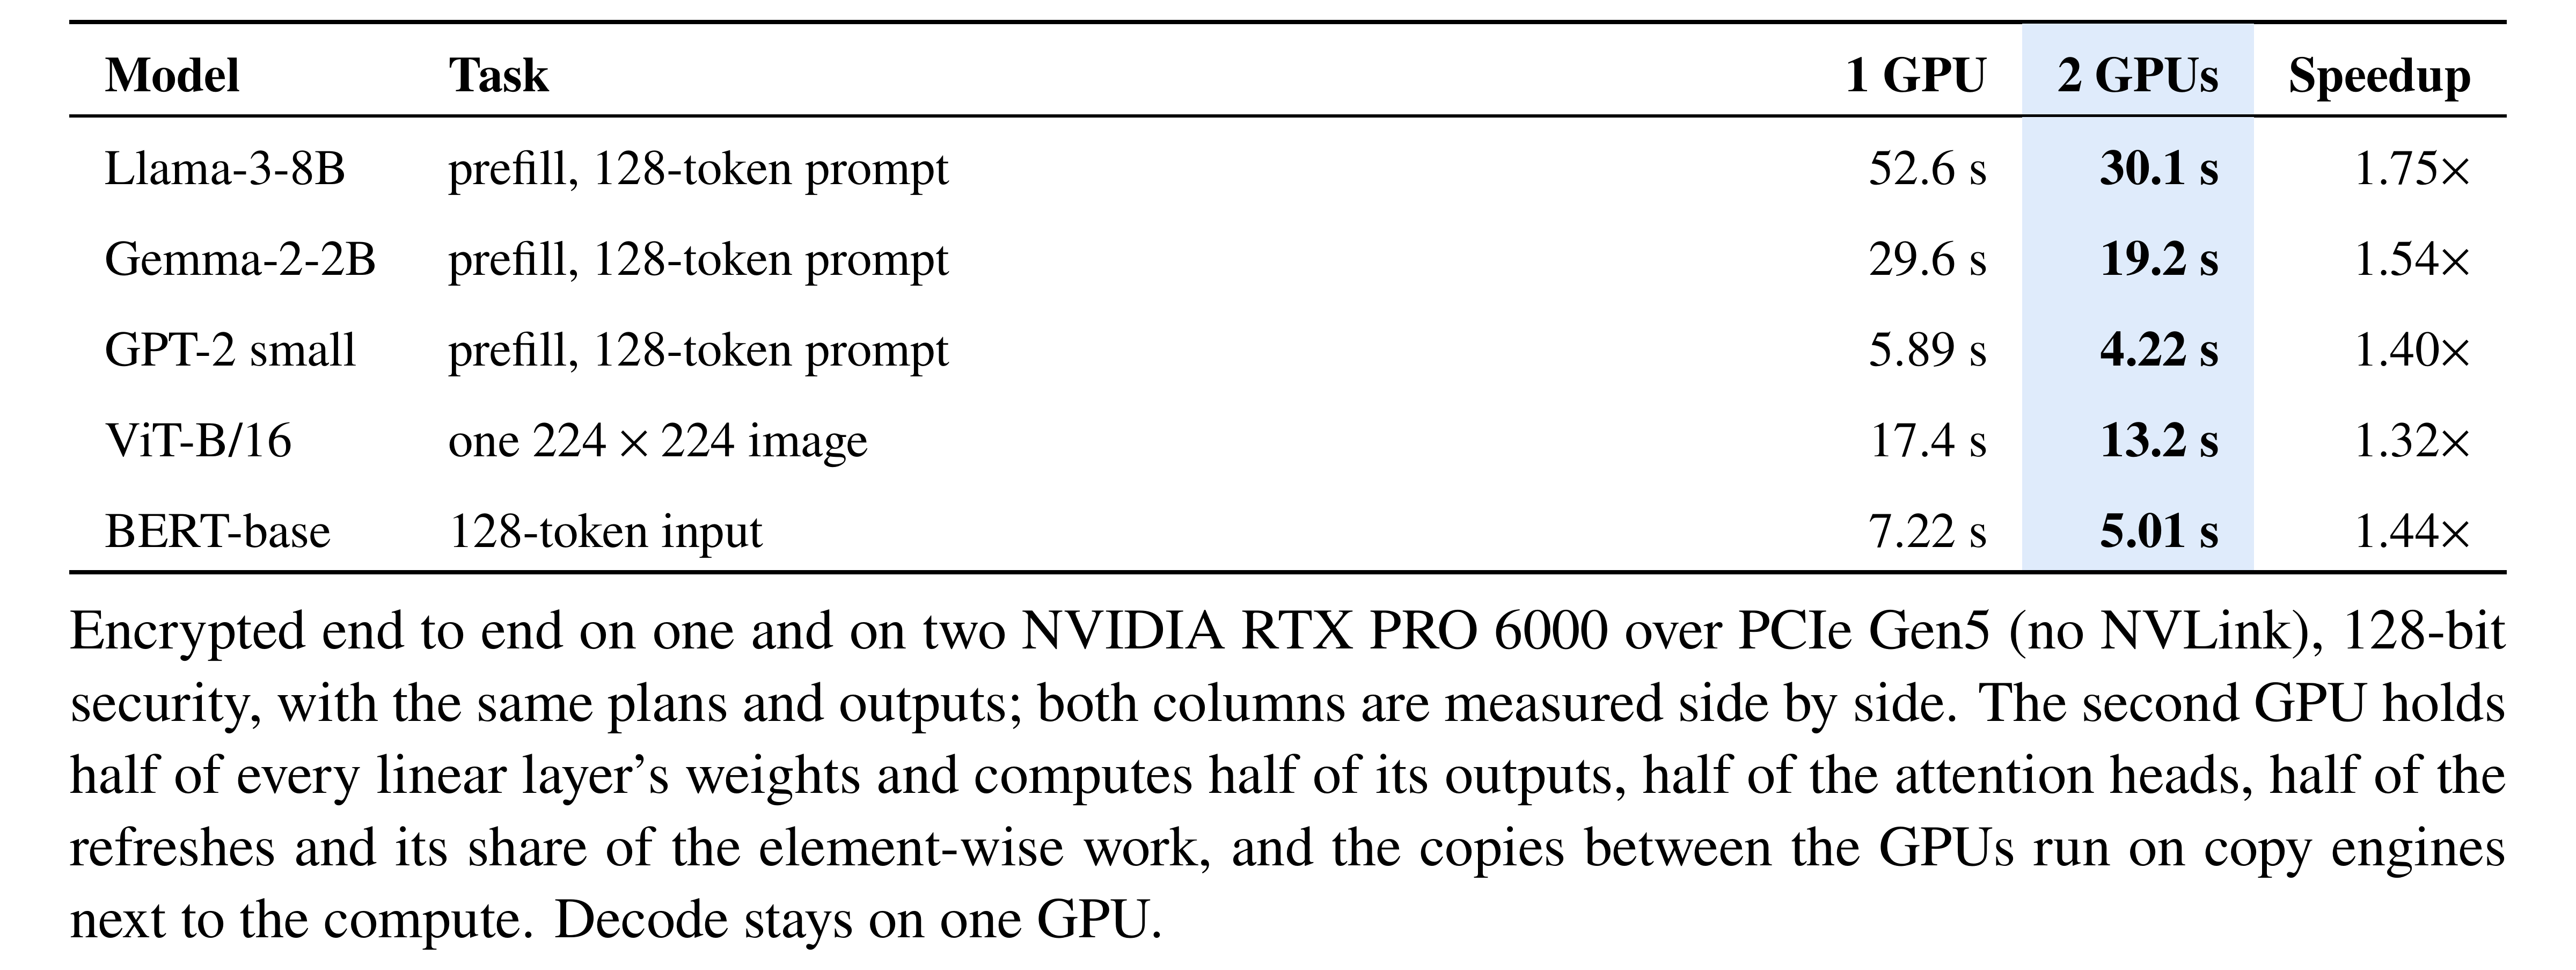 Model Task 1 GPU 2 GPUs Speedup
Llama-3-8B prefill, 128-token prompt 52.6 s 30.1 s 1.75×
Gemma-2-2B prefill, 128-token prompt 29.6 s 19.2 s 1.54×
GPT-2 small prefill, 128-token prompt 5.89 s 4.22 s 1.40×
ViT-B/16 one 224 × 224 image 17.4 s 13.2 s 1.32×
BERT-base 128-token input 7.22 s 5.01 s 1.44×
Encrypted end to end on one and on two NVIDIA RTX PRO 6000 over PCIe Gen5 (no NVLink), 128-bit
security, with the same plans and outputs; both columns are measured side by side. The second GPU holds
half of every linear layer’s weights and computes half of its outputs, half of the attention heads, half of the
refreshes and its share of the element-wise work, and the copies between the GPUs run on copy engines
next to the compute. Decode stays on one GPU.